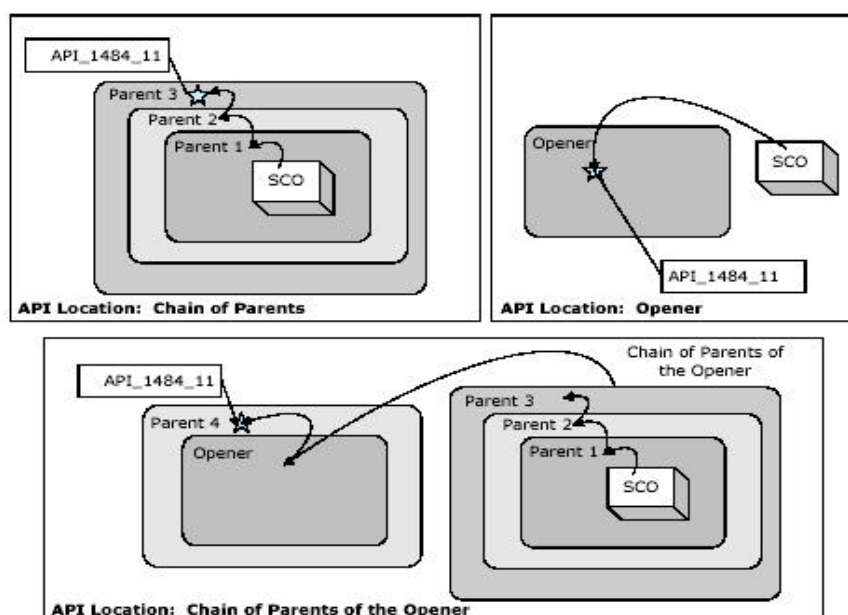 API_1484_11
Parent 3
Parent 2
Parent 1
SCO
API Location: Chain of Parents
Opener
SCO
API_1484_11
API Location: Opener
Chain of Parents of
the Opener
API_1484_11
Parent 4
Opener
Parent 3
Parent 2
Parent 1
SCO
API Location: Chain of Parents of the Opener